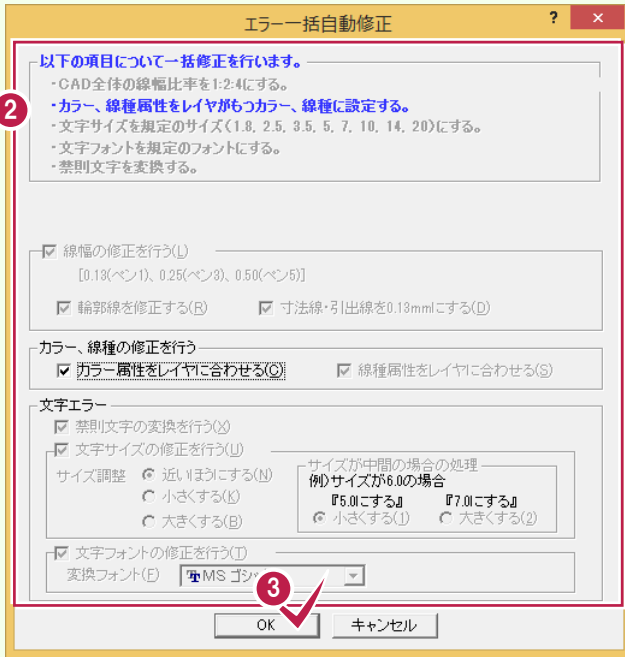 エラー一括自動修正
?
×
以下の項目について一括修正を行います。
・CAD全体の線幅比率を1:2:4にする。
2
・カラー、線種属性をレイヤがもつカラー、線種に設定する。
・文字サイズを規定のサイズ(1.8, 2.5, 3.5, 5, 7, 10, 14, 20)にする。
・文字フォントを規定のフォントにする。
・禁則文字を変換する。
線幅の修正を行う(L)
[0.13(ペン1)、0.25(ペン3)、0.50(ペン5)]
輪郭線を修正する(R)
寸法線・引出線を0.13mmにする(D)
カラー、線種の修正を行う
カラー属性をレイヤに合わせる(C)
線種属性をレイヤに合わせる(S)
文字エラー
禁則文字の変換を行う(X)
文字サイズの修正を行う(U)
サイズ調整
近いほうにする(N)
小さくする(K)
大きくする(B)
サイズが中間の場合の処理
例)サイズが6.0の場合
『5.0にする』
『7.0にする』
小さくする(1)
大きくする(2)
文字フォントの修正を行う(T)
変換フォント(F)
MS ゴシ
3
OK
キャンセル